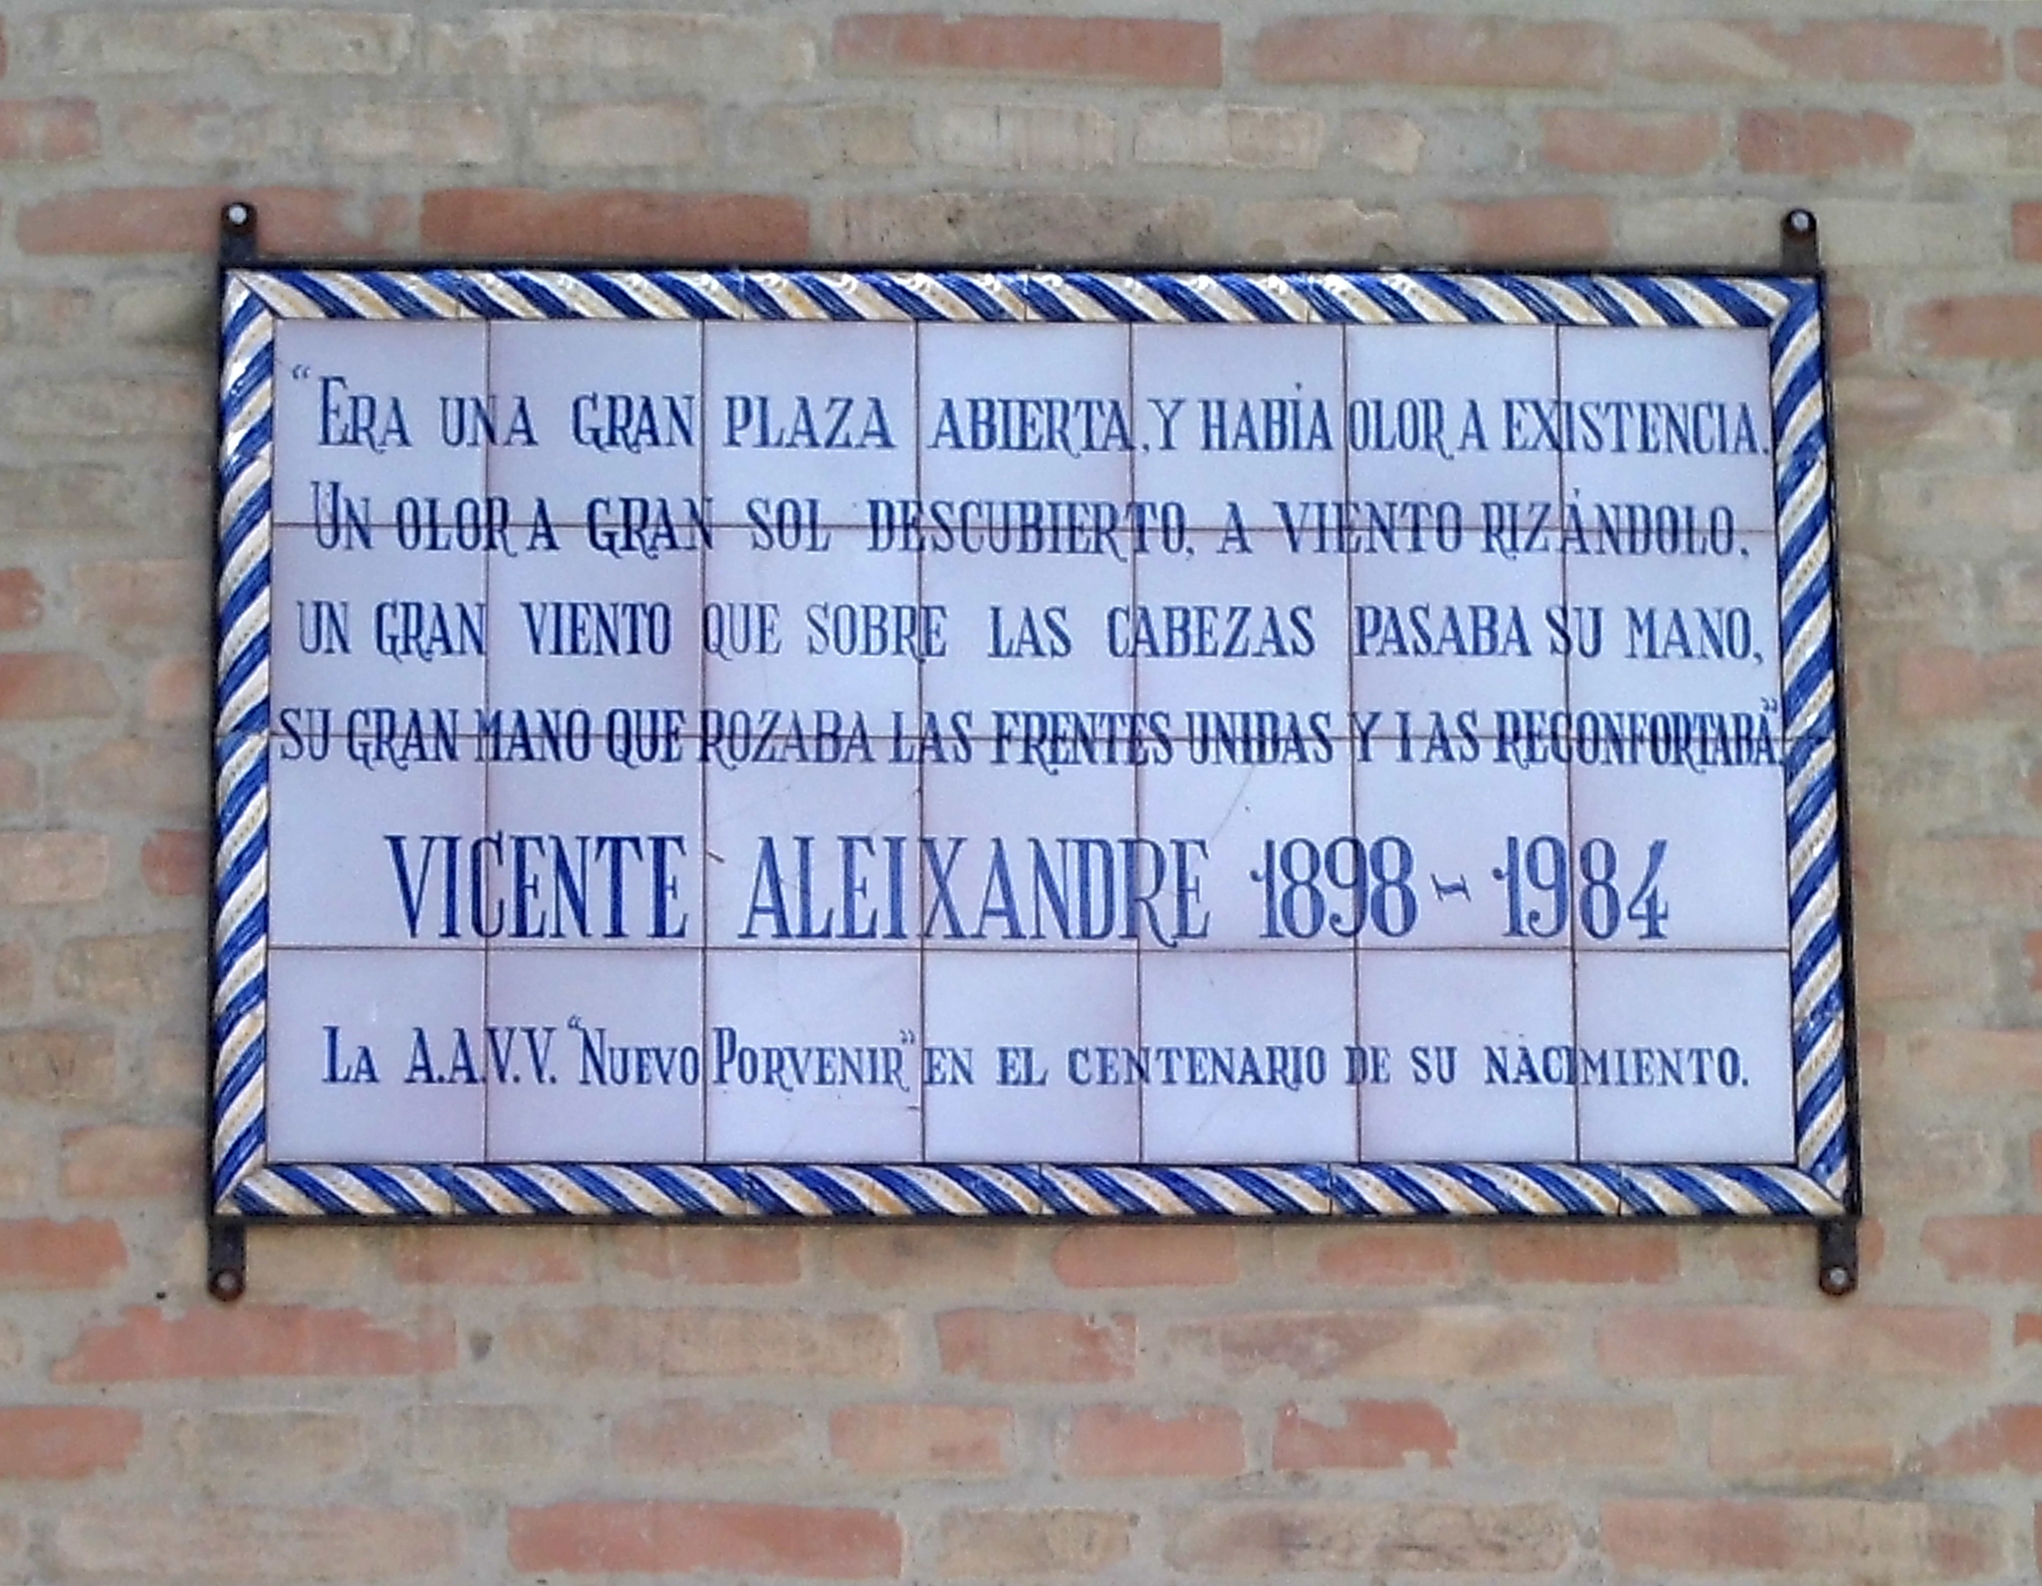 “ERA UNA GRAN PLAZA ABIERTA, Y HABÍA OLOR A EXISTENCIA.
UN OLOR A GRAN SOL DESCUBIERTO, A VIENTO RIZÁNDOLO,
UN GRAN VIENTO QUE SOBRE LAS CABEZAS PASABA SU MANO,
SU GRAN MANO QUE ROZABA LAS FRENTES UNIDAS Y LAS RECONFORTABA”.
VICENTE ALEIXANDRE 1898 - 1984
LA A.A.V.V. “NUEVO PORVENIR” EN EL CENTENARIO DE SU NACIMIENTO.